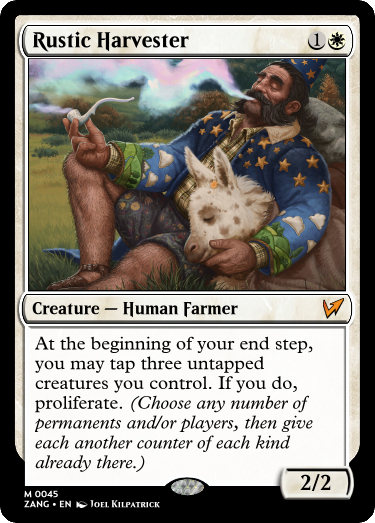 Rustic Harvester 1
Creature — Human Farmer
At the beginning of your end step,
you may tap three untapped
creatures you control. If you do,
proliferate. (Choose any number of
permanents and/or players, then give
each another counter of each kind
already there.)
2/2
M 0045
ZANG • EN Joel Kilpatrick